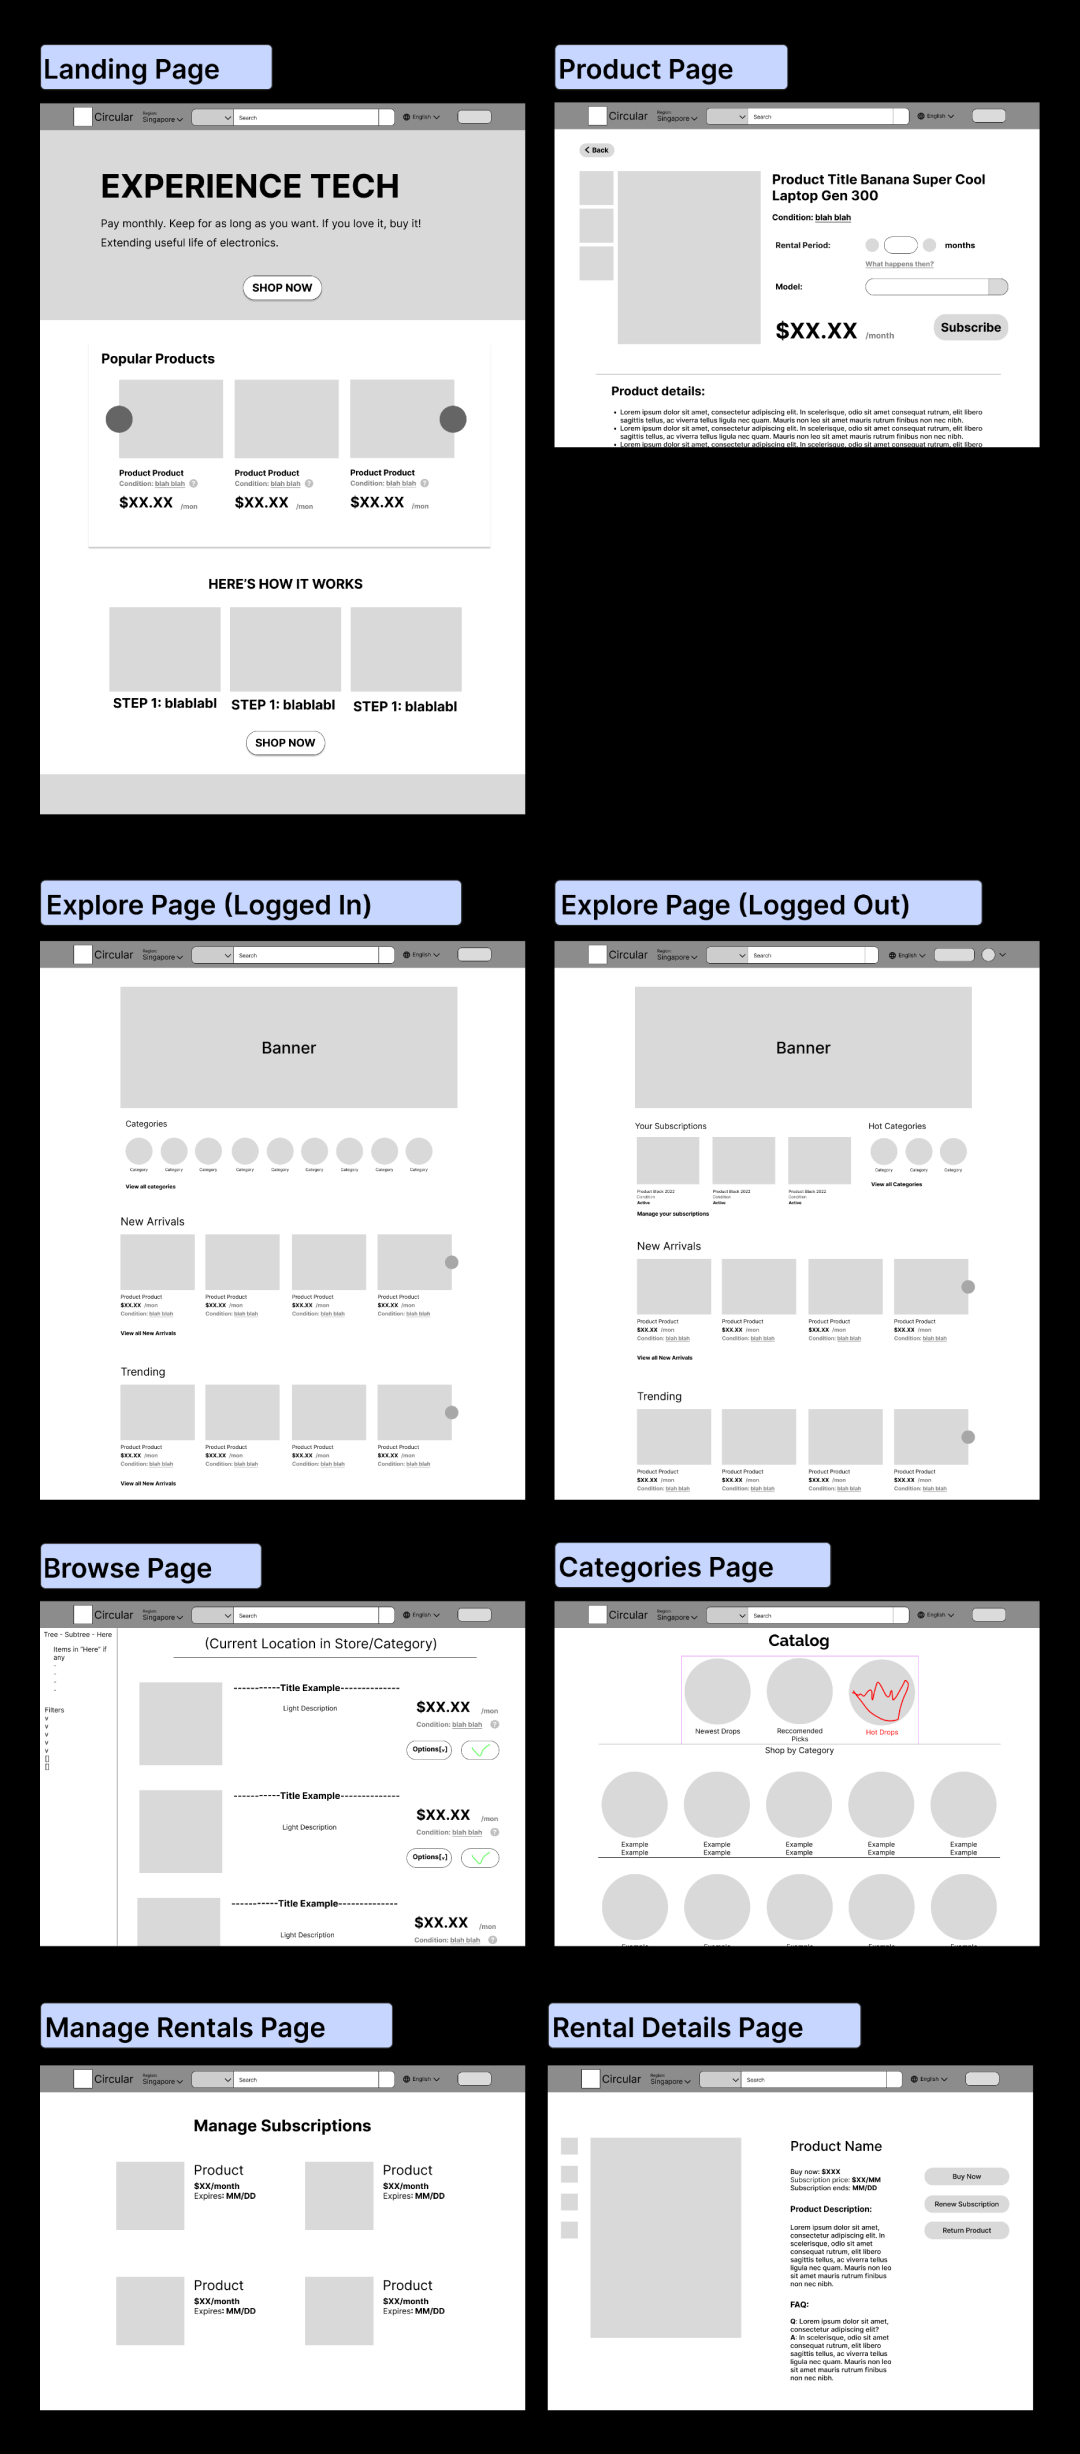 Landing Page
Circular
Region:
Singapore
Search
English
EXPERIENCE TECH
Pay monthly. Keep for as long as you want. If you love it, buy it!
Extending useful life of electronics.
SHOP NOW
Popular Products
Product Product
Condition: blah blah ?
$XX.XX /mon
Product Product
Condition: blah blah ?
$XX.XX /mon
Product Product
Condition: blah blah ?
$XX.XX /mon
HERE'S HOW IT WORKS
STEP 1: blablabl
STEP 1: blablabl
STEP 1: blablabl
SHOP NOW
Product Page
Circular
Region:
Singapore
Search
English
Back
Product Title Banana Super Cool
Laptop Gen 300
Condition: blah blah
Rental Period:
months
What happens then?
Model:
$XX.XX /month
Subscribe
Product details:
• Lorem ipsum dolor sit amet, consectetur adipiscing elit. In scelerisque, odio sit amet consequat rutrum, elit libero
sagittis tellus, ac viverra tellus ligula nec quam. Mauris non leo sit amet mauris rutrum finibus non nec nibh.
• Lorem ipsum dolor sit amet, consectetur adipiscing elit. In scelerisque, odio sit amet consequat rutrum, elit libero
sagittis tellus, ac viverra tellus ligula nec quam. Mauris non leo sit amet mauris rutrum finibus non nec nibh.
• Lorem ipsum dolor sit amet, consectetur adipiscing elit. In scelerisque, odio sit amet consequat rutrum, elit libero
Explore Page (Logged In)
Circular
Region:
Singapore
Search
English
Banner
Categories
Category Category Category Category Category Category Category Category Category
View all categories
New Arrivals
Product Product
$XX.XX /mon
Condition: blah blah
Product Product
$XX.XX /mon
Condition: blah blah
Product Product
$XX.XX /mon
Condition: blah blah
Product Product
$XX.XX /mon
Condition: blah blah
View all New Arrivals
Trending
Product Product
$XX.XX /mon
Condition: blah blah
Product Product
$XX.XX /mon
Condition: blah blah
Product Product
$XX.XX /mon
Condition: blah blah
Product Product
$XX.XX /mon
Condition: blah blah
View all New Arrivals
Explore Page (Logged Out)
Circular
Region:
Singapore
Search
English
Banner
Your Subscriptions
Product Black 2022
Condition
Active
Product Black 2022
Condition
Active
Product Black 2022
Condition
Active
Manage your subscriptions
Hot Categories
Category Category Category
View all Categories
New Arrivals
Product Product
$XX.XX /mon
Condition: blah blah
Product Product
$XX.XX /mon
Condition: blah blah
Product Product
$XX.XX /mon
Condition: blah blah
Product Product
$XX.XX /mon
Condition: blah blah
View all New Arrivals
Trending
Product Product
$XX.XX /mon
Condition: blah blah
Product Product
$XX.XX /mon
Condition: blah blah
Product Product
$XX.XX /mon
Condition: blah blah
Product Product
$XX.XX /mon
Condition: blah blah
Browse Page
Circular
Region:
Singapore
Search
English
Tree - Subtree - Here
Items in "Here" if
any
-
-
-
-
Filters
v
v
v
v
v
[]
[]
(Current Location in Store/Category)
-----------Title Example--------------
Light Description
$XX.XX /mon
Condition: blah blah ?
Options[v]
-----------Title Example--------------
Light Description
$XX.XX /mon
Condition: blah blah ?
Options[v]
-----------Title Example--------------
Light Description
$XX.XX /mon
Condition: blah blah ?
Categories Page
Circular
Region:
Singapore
Search
English
Catalog
Newest Drops
Reccomended
Picks
Hot Drops
Shop by Category
Example
Example
Example
Example
Example
Example
Example
Example
Example
Example
Example Example Example Example Example
Manage Rentals Page
Circular
Region:
Singapore
Search
English
Manage Subscriptions
Product
$XX/month
Expires: MM/DD
Product
$XX/month
Expires: MM/DD
Product
$XX/month
Expires: MM/DD
Product
$XX/month
Expires: MM/DD
Rental Details Page
Circular
Region:
Singapore
Search
English
Product Name
Buy now: $XXX
Subscription price: $XX/MM
Subscription ends: MM/DD
Product Description:
Lorem ipsum dolor sit amet,
consectetur adipiscing elit. In
scelerisque, odio sit amet
consequat rutrum, elit libero
sagittis tellus, ac viverra tellus
ligula nec quam. Mauris non leo
sit amet mauris rutrum finibus
non nec nibh.
FAQ:
Q: Lorem ipsum dolor sit amet,
consectetur adipiscing elit?
A: In scelerisque, odio sit amet
consequat rutrum, elit libero
sagittis tellus, ac viverra tellus
ligula nec quam. Mauris non leo
sit amet mauris rutrum finibus
non nec nibh.
Buy Now
Renew Subscription
Return Product